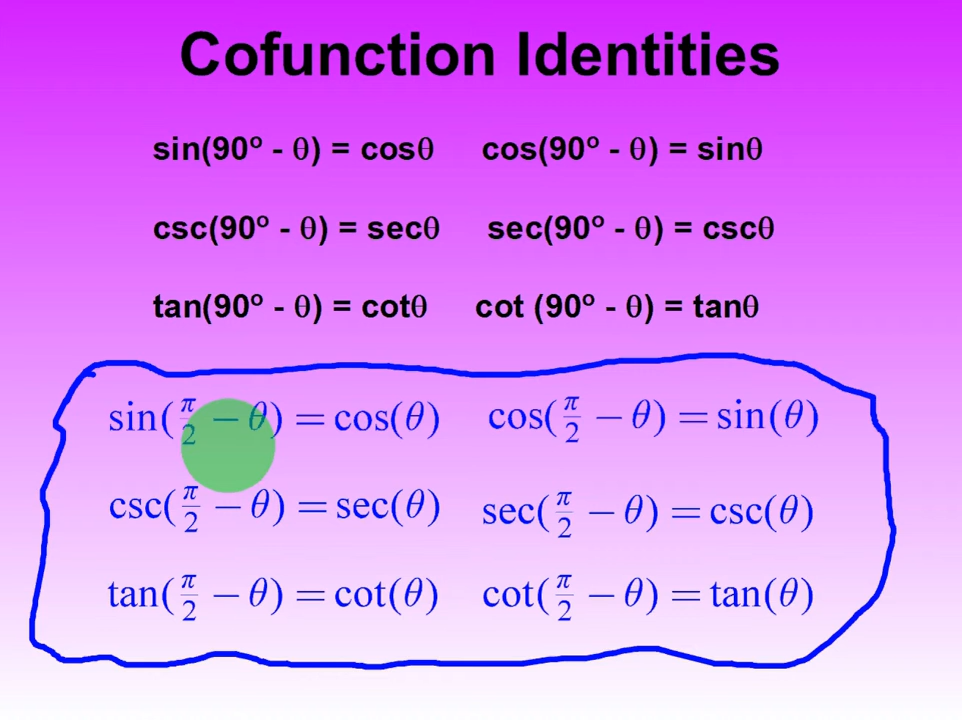 Cofunction Identities
sin(90º - θ) = cosθ cos(90º - θ) = sinθ
csc(90º - θ) = secθ sec(90º - θ) = cscθ
tan(90º - θ) = cotθ cot (90º - θ) = tanθ
sin(π/2 − θ) = cos(θ) cos(π/2 − θ) = sin(θ)
csc(π/2 − θ) = sec(θ) sec(π/2 − θ) = csc(θ)
tan(π/2 − θ) = cot(θ) cot(π/2 − θ) = tan(θ)